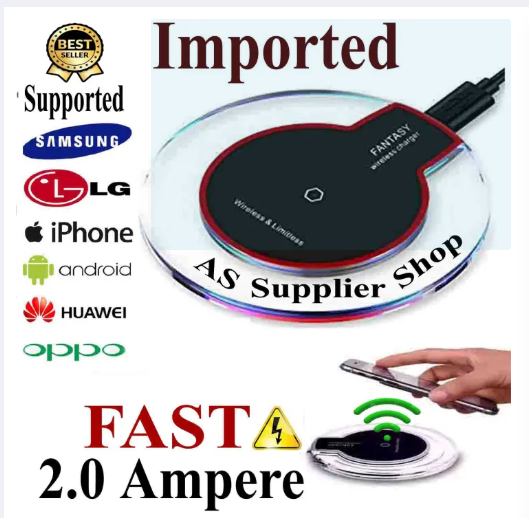 BEST
SELLER
Imported
Supported
SAMSUNG
LG
iPhone
android
HUAWEI
oppo
FANTASY
wireless charger
Wireless & Limitless
AS Supplier Shop
FAST
2.0 Ampere